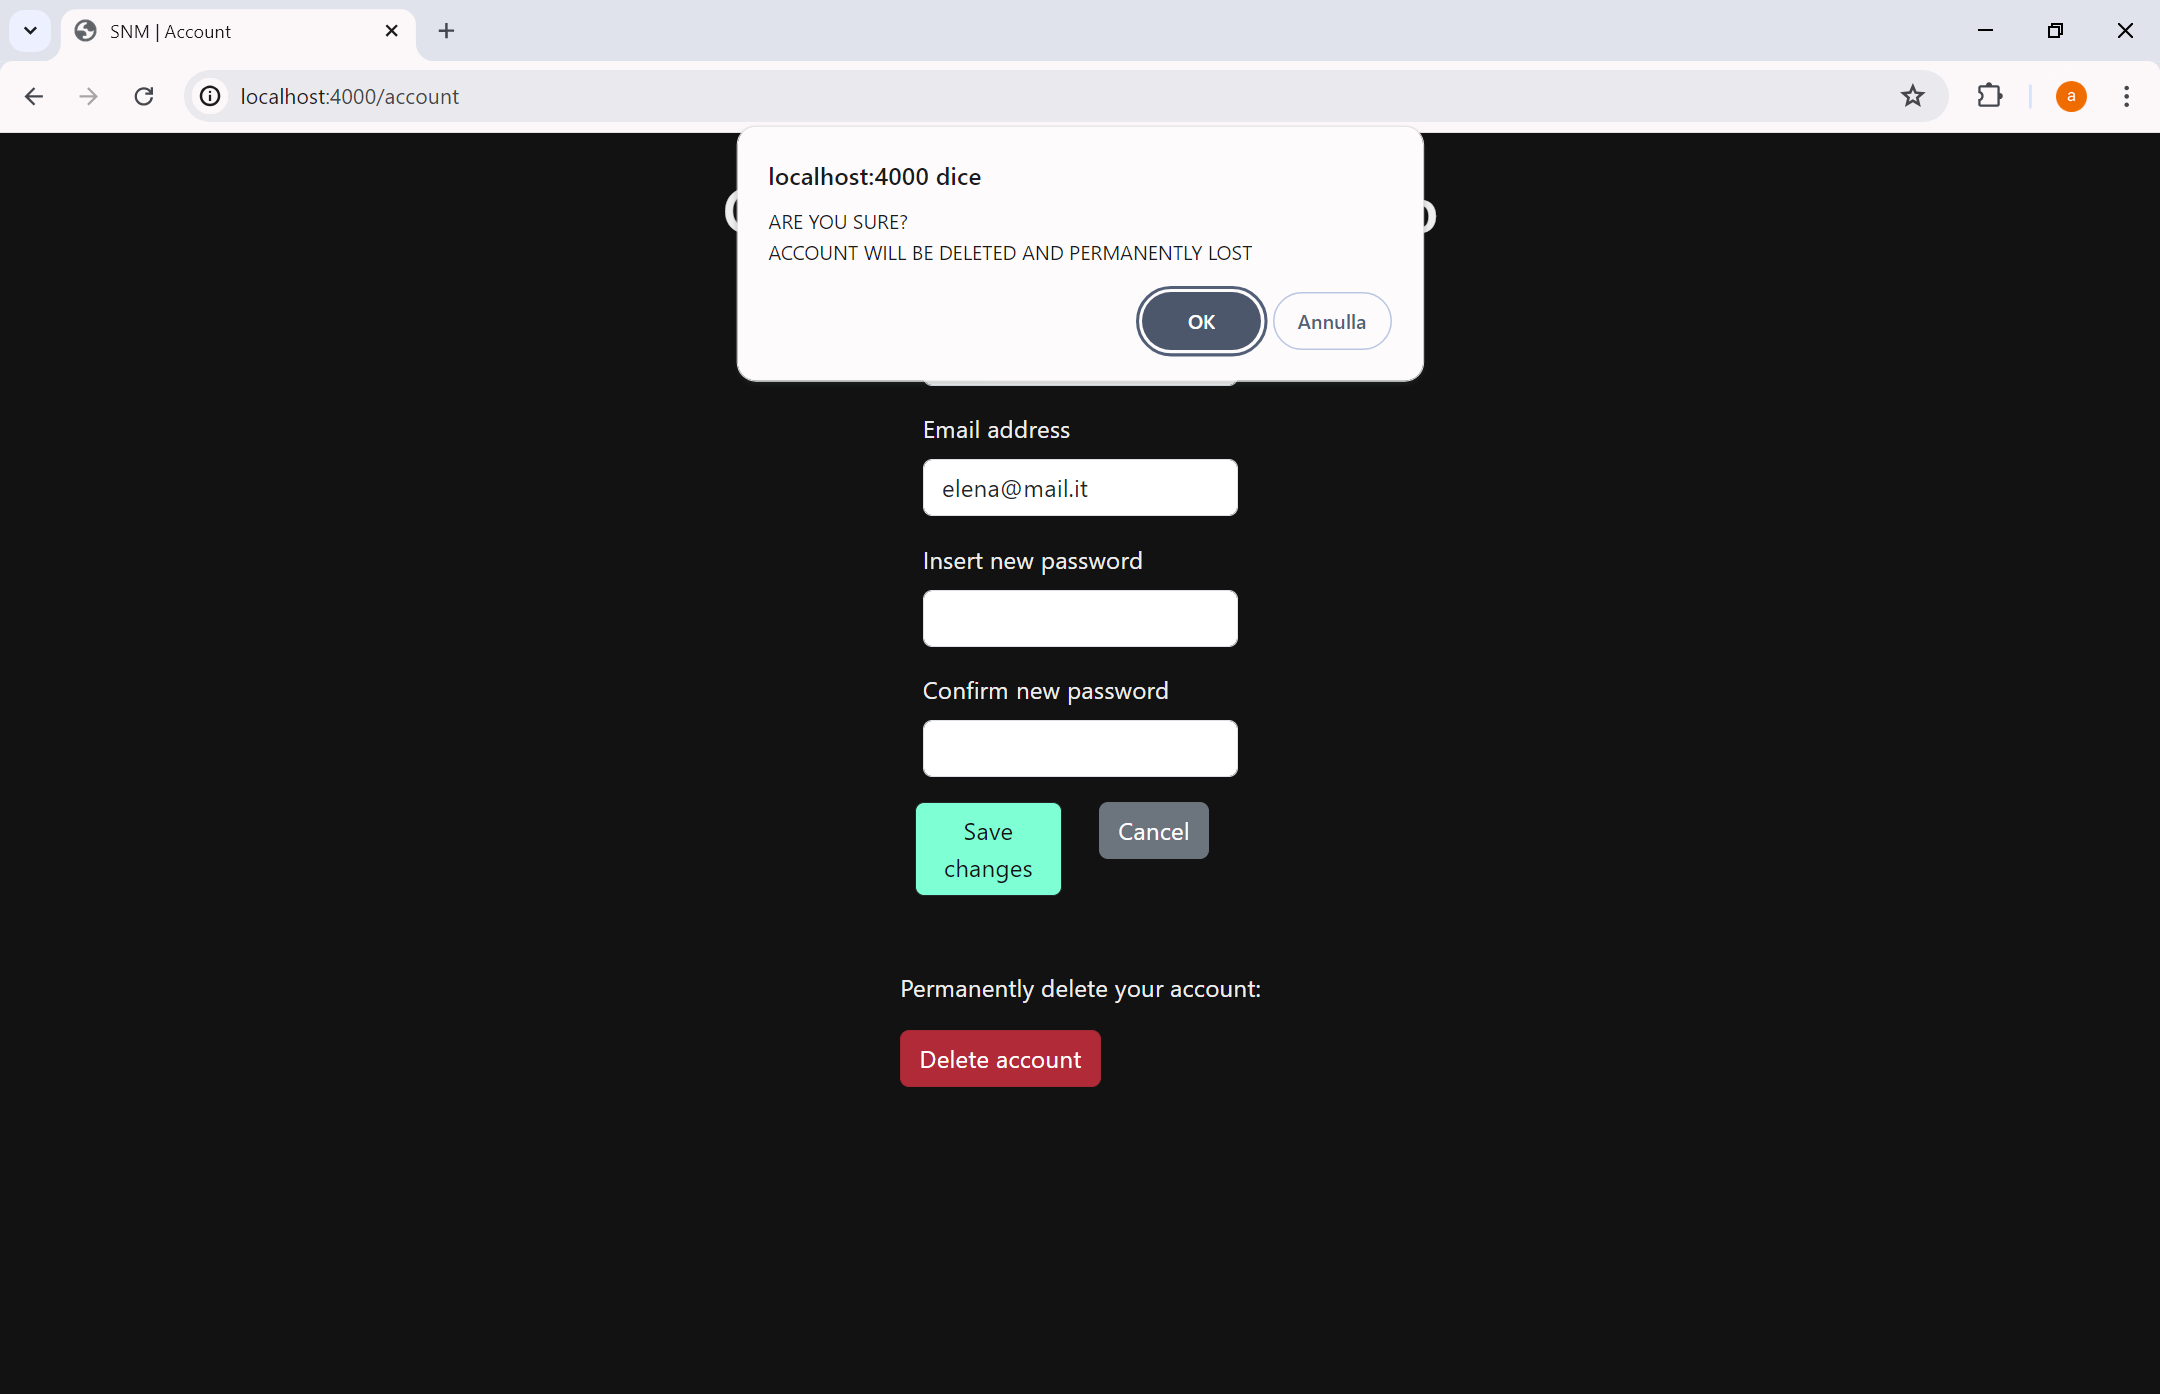 SNM | Account
localhost:4000/account
a
localhost:4000 dice
ARE YOU SURE?
ACCOUNT WILL BE DELETED AND PERMANENTLY LOST
OK
Annulla
Email address
elena@mail.it
Insert new password
Confirm new password
Save
changes
Cancel
Permanently delete your account:
Delete account